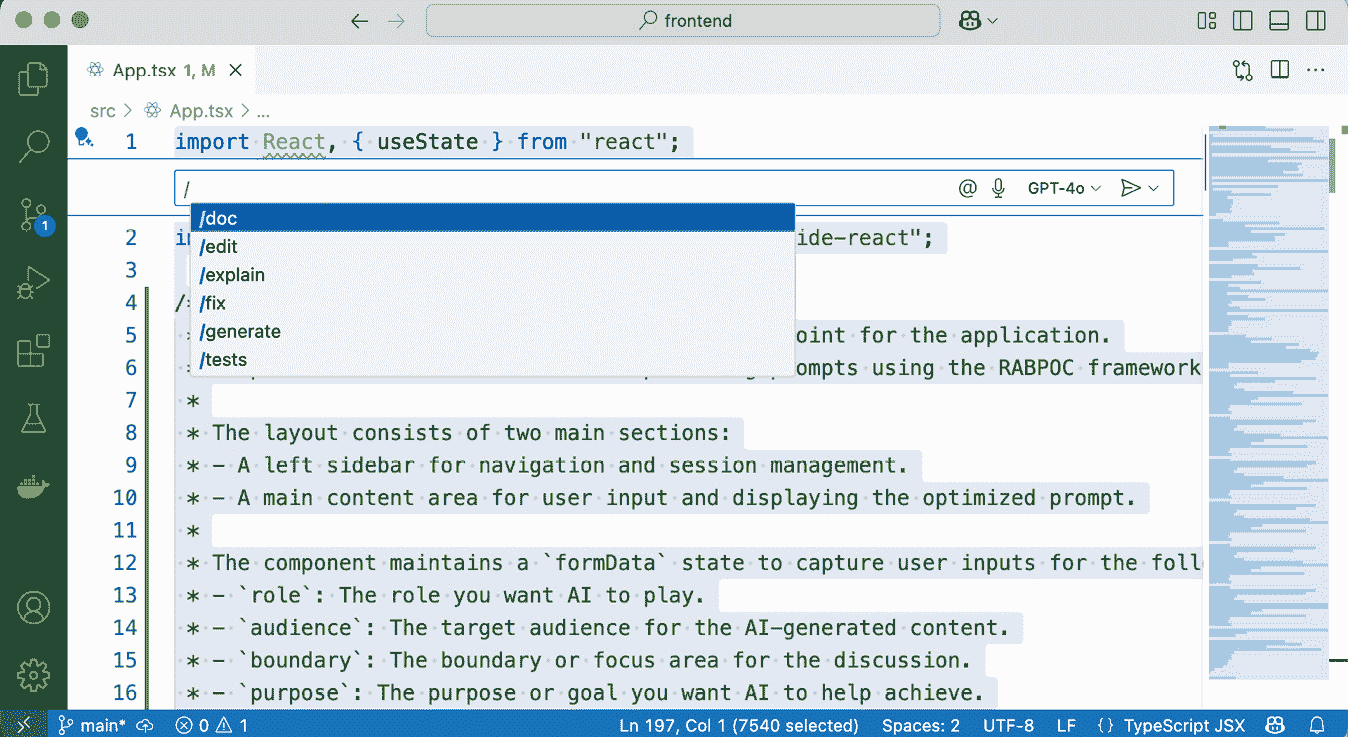 frontend
App.tsx 1, M
src > App.tsx > ...
1 import React, { useState } from "react";
/ @ GPT-4o
/doc
/edit
/explain
/fix
/generate
/tests
2 ide-react";
3
4 /*
5 oint for the application.
6 prompts using the RABPOC framework
7 *
8 * The layout consists of two main sections:
9 * - A left sidebar for navigation and session management.
10 * - A main content area for user input and displaying the optimized prompt.
11 *
12 * The component maintains a `formData` state to capture user inputs for the foll
13 * - `role`: The role you want AI to play.
14 * - `audience`: The target audience for the AI-generated content.
15 * - `boundary`: The boundary or focus area for the discussion.
16 * - `purpose`: The purpose or goal you want AI to help achieve.
1
main* 0 1 Ln 197, Col 1 (7540 selected) Spaces: 2 UTF-8 LF {} TypeScript JSX